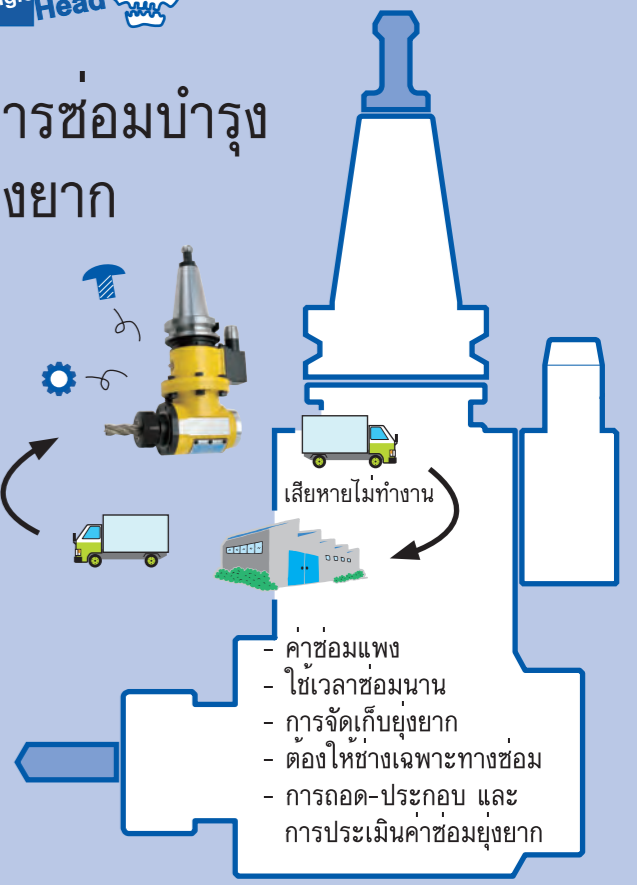 Head
ารซ่อมบำรุง
งยาก
เสียหายไม่ทำงาน
- ค่าซ่อมแพง
- ใช้เวลาซ่อมนาน
- การจัดเก็บยุ่งยาก
- ต้องให้ช่างเฉพาะทางซ่อม
- การถอด-ประกอบ และ
การประเมินค่าซ่อมยุ่งยาก